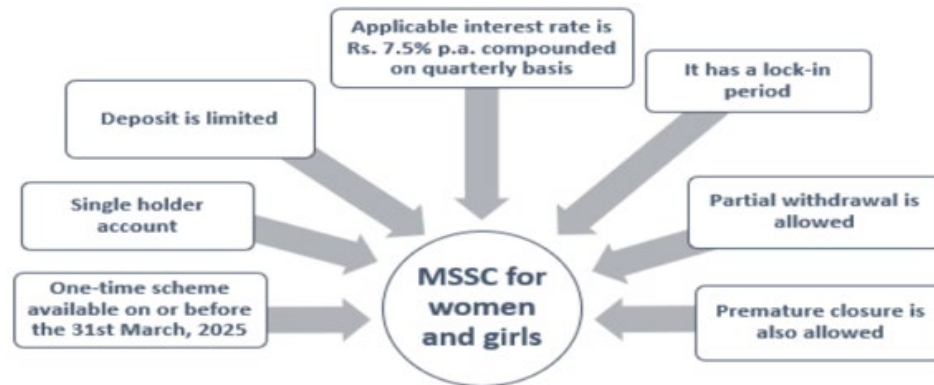 Applicable interest rate is
Rs. 7.5% p.a. compounded
on quarterly basis
It has a lock-in
period
Deposit is limited
Single holder
account
Partial withdrawal is
allowed
One-time scheme
available on or before
the 31st March, 2025
MSSC for
women
and girls
Premature closure is
also allowed